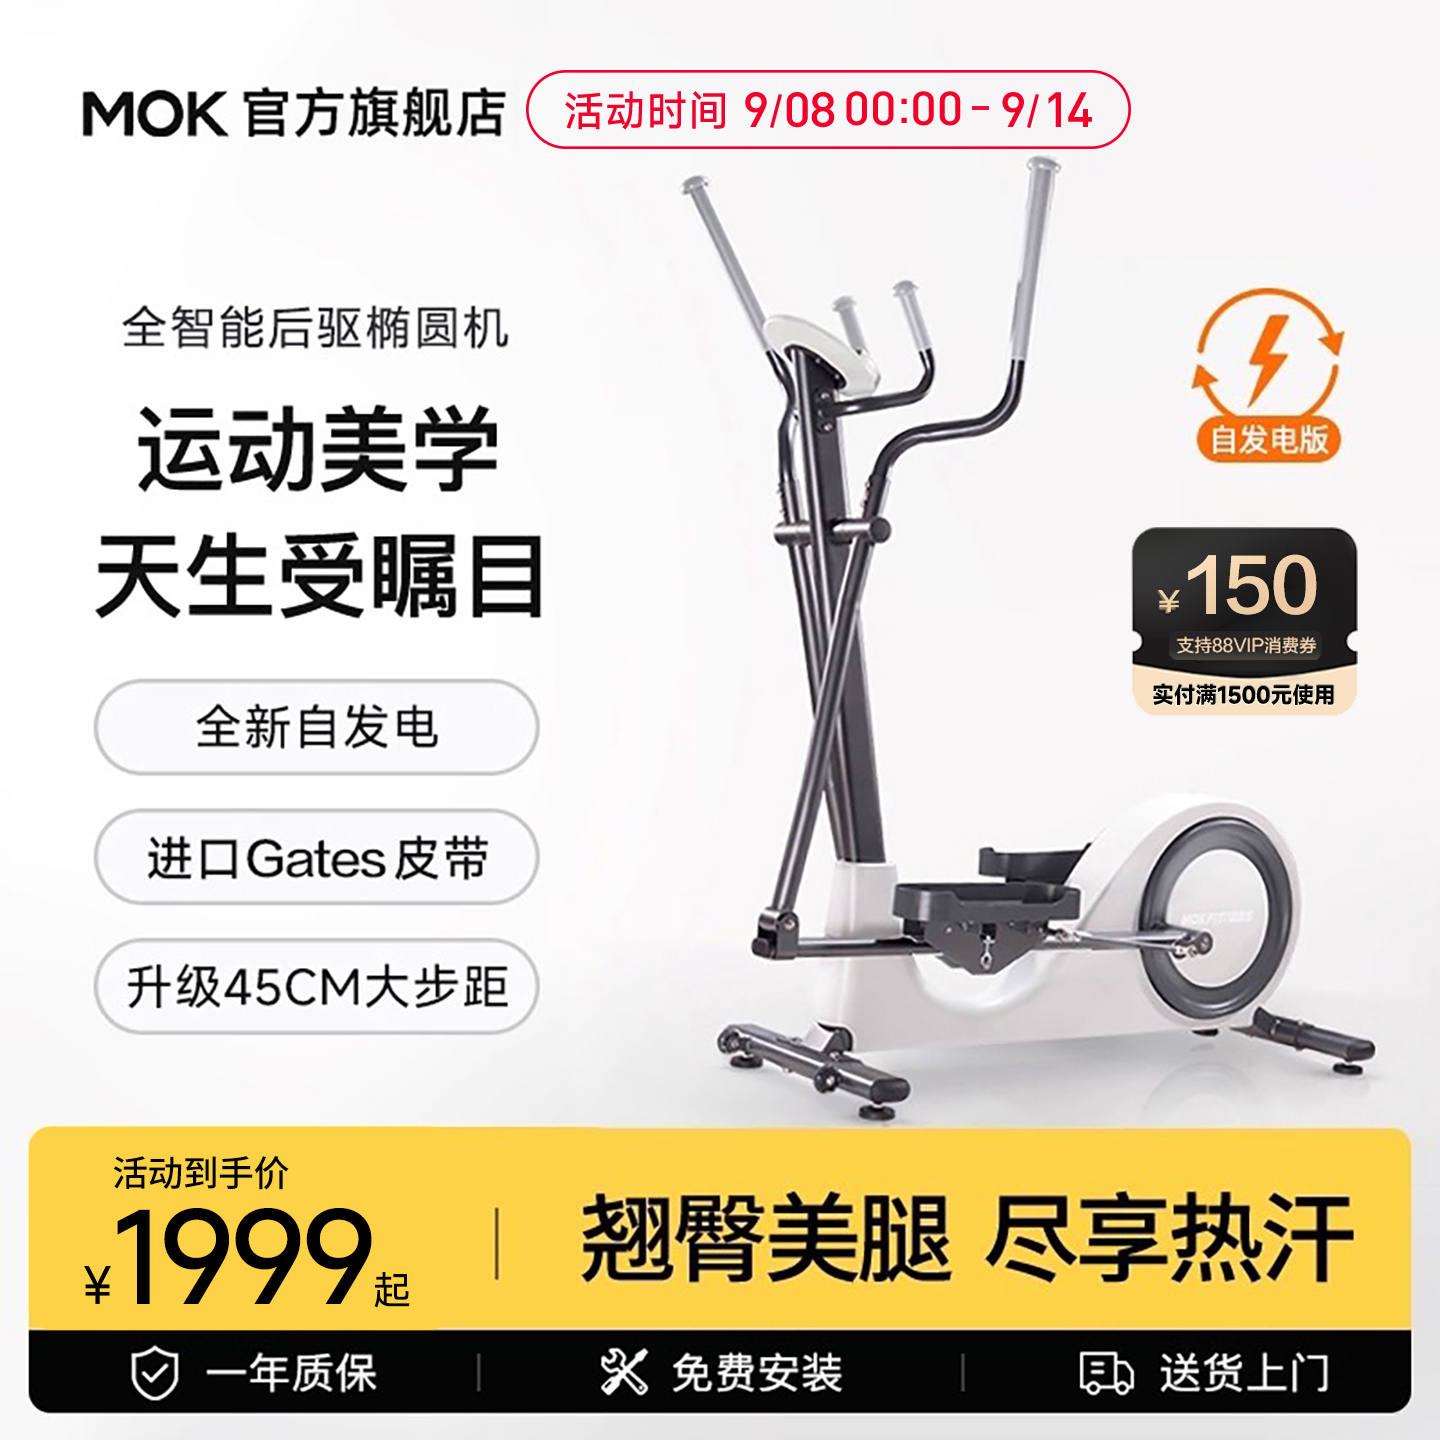 MOK 官方旗舰店
活动时间 9/08 00:00 - 9/14
全智能后驱椭圆机
运动美学
天生受瞩目
自发电版
¥150
支持88VIP消费券
实付满1500元使用
全新自发电
进口Gates皮带
升级45CM大步距
MOKFITNESS
活动到手价
¥1999起
翘臀美腿 尽享热汗
一年质保
免费安装
送货上门